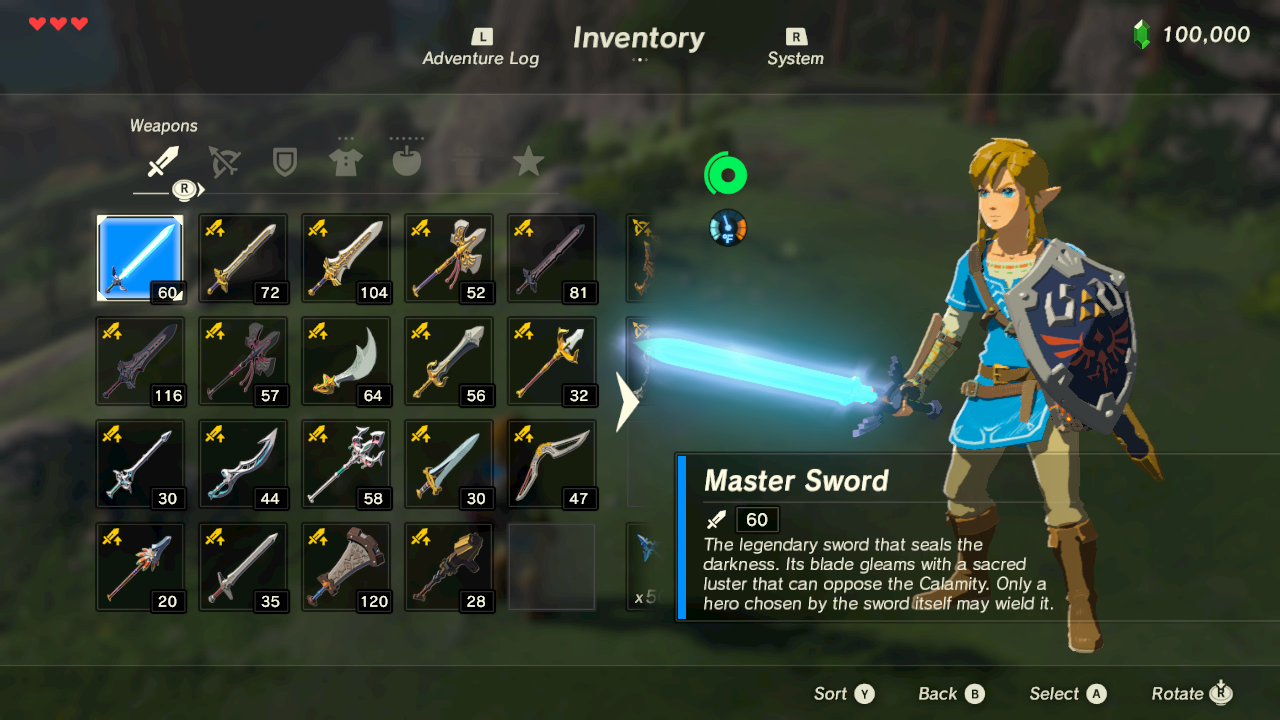 L
Adventure Log
Inventory
R
System
100,000
Weapons
R
60
72
104
52
81
116
57
64
56
32
30
44
58
30
47
20
35
120
28
x5
°F
Master Sword
60
The legendary sword that seals the
darkness. Its blade gleams with a sacred
luster that can oppose the Calamity. Only a
hero chosen by the sword itself may wield it.
Sort Y
Back B
Select A
Rotate R